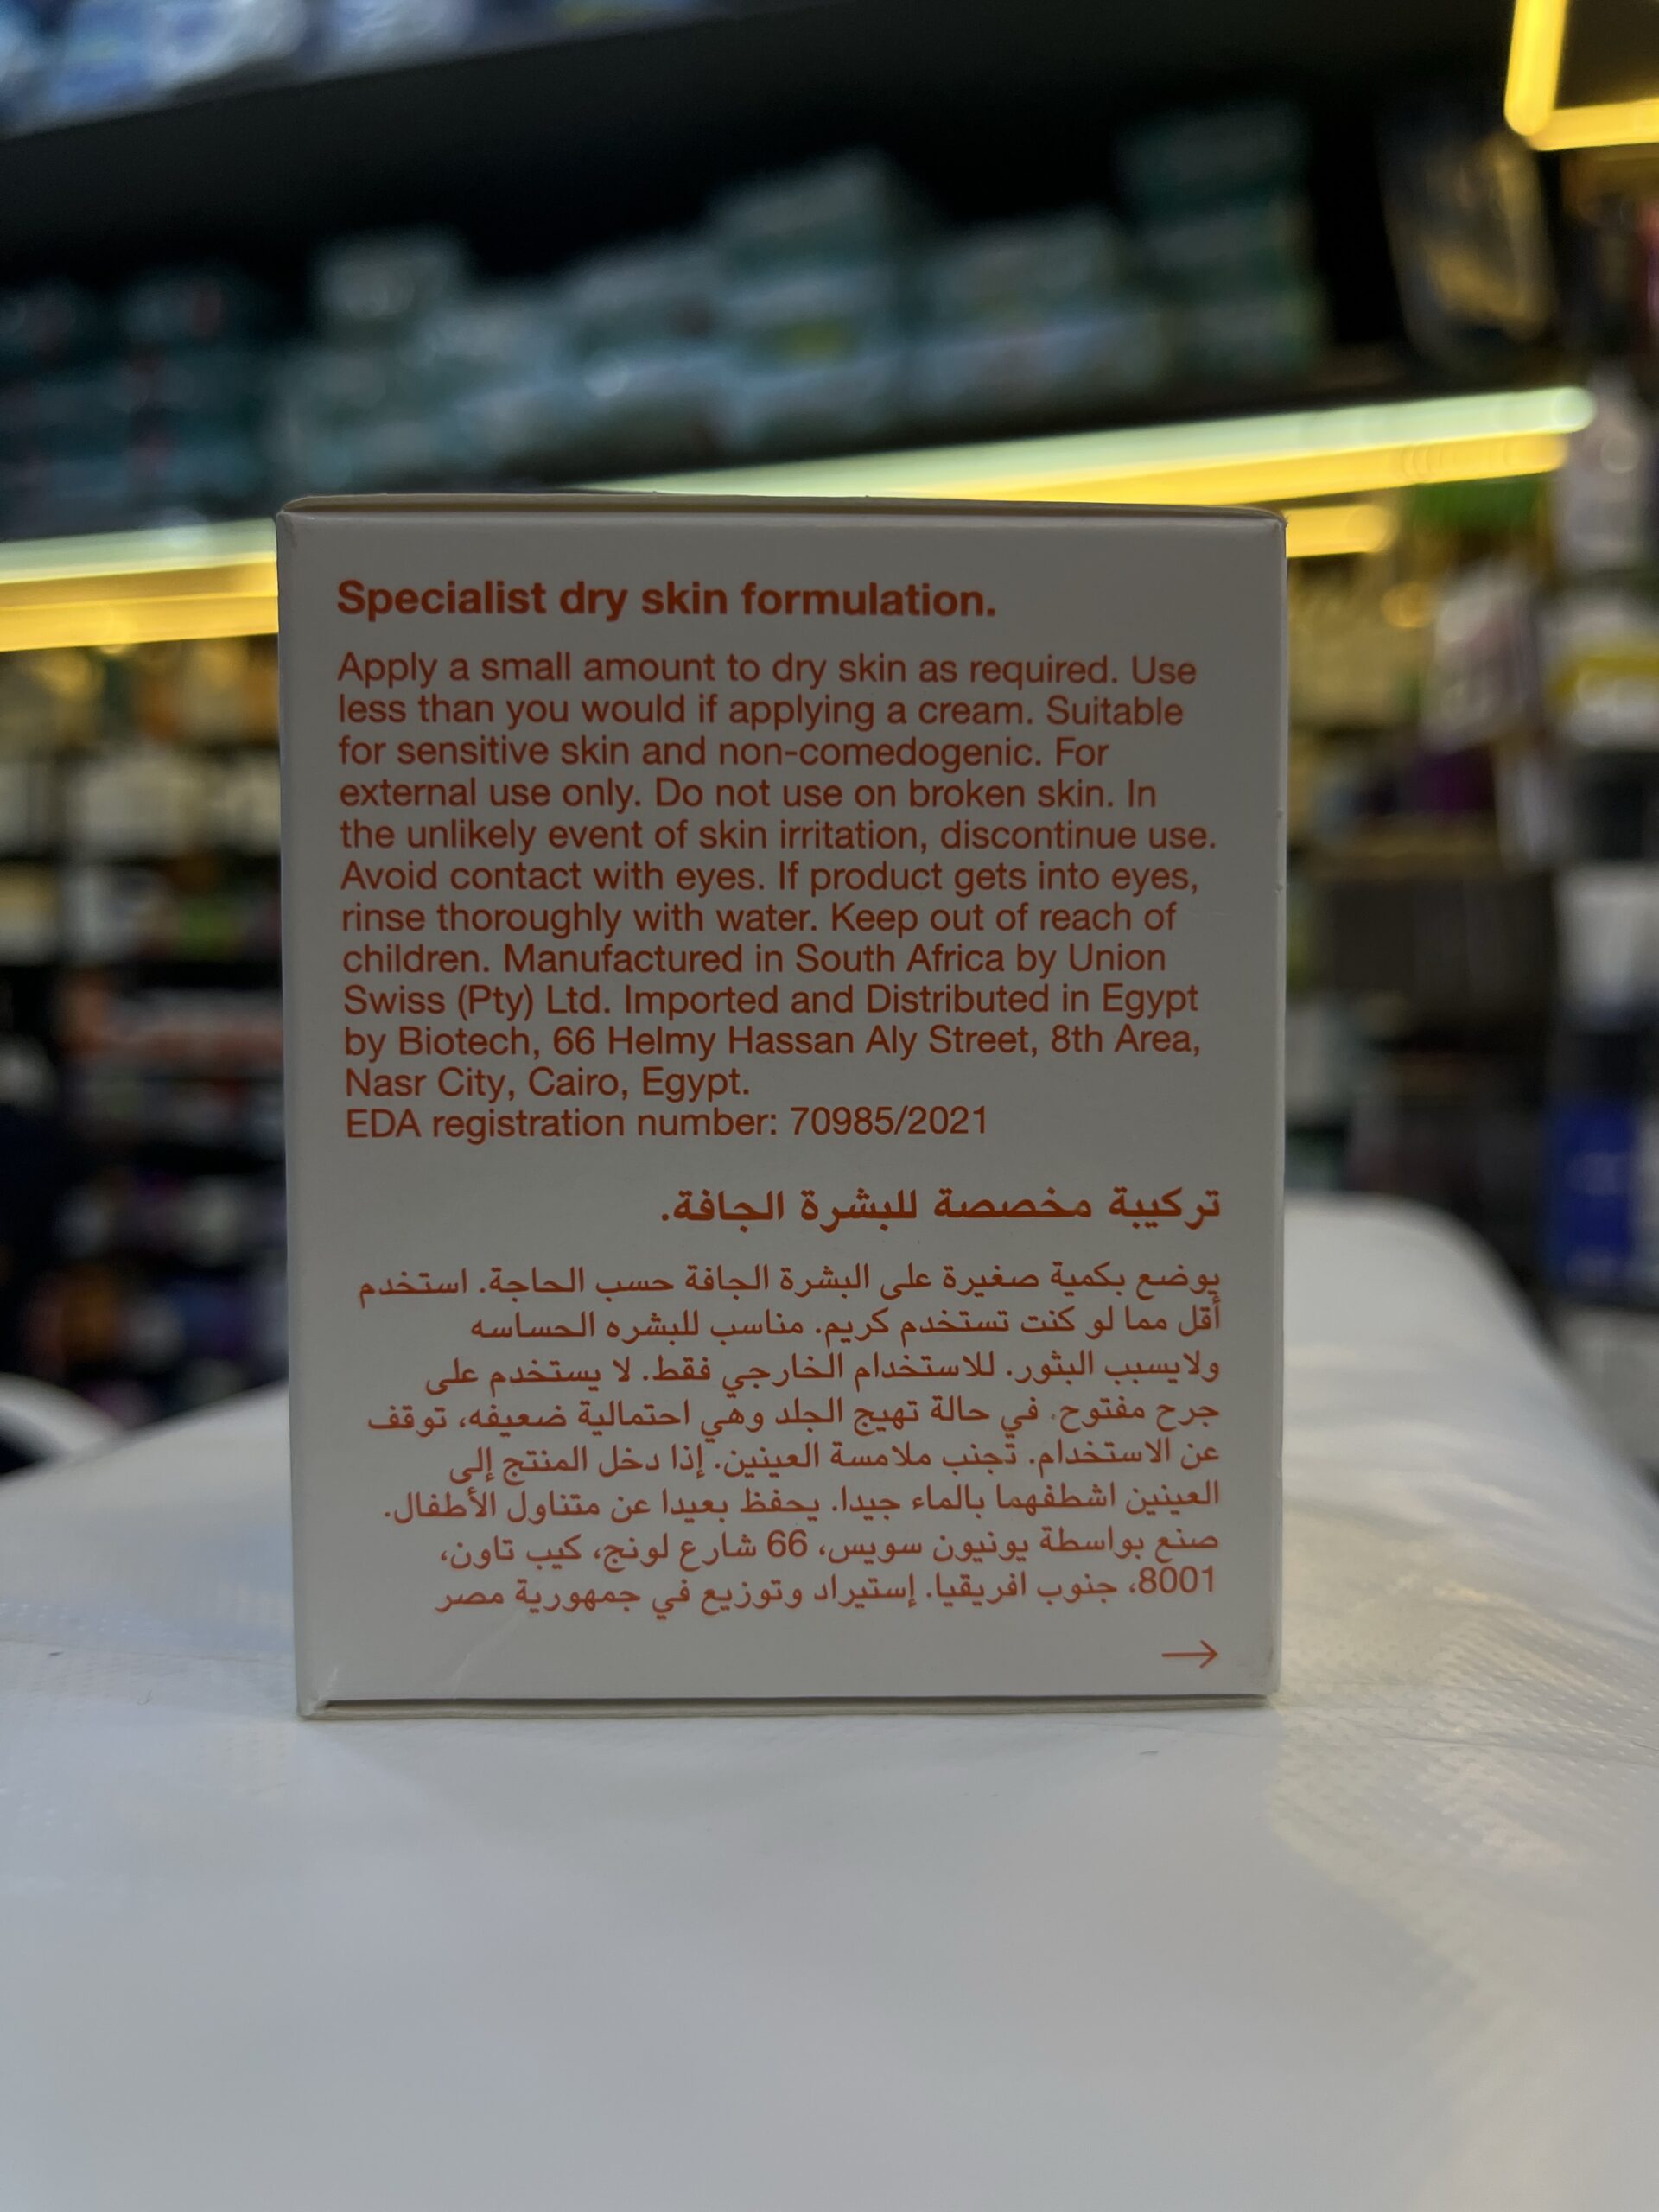 Specialist dry skin formulation.
Apply a small amount to dry skin as required. Use
less than you would if applying a cream. Suitable
for sensitive skin and non-comedogenic. For
external use only. Do not use on broken skin. In
the unlikely event of skin irritation, discontinue use.
Avoid contact with eyes. If product gets into eyes,
rinse thoroughly with water. Keep out of reach of
children. Manufactured in South Africa by Union
Swiss (Pty) Ltd. Imported and Distributed in Egypt
by Biotech, 66 Helmy Hassan Aly Street, 8th Area,
Nasr City, Cairo, Egypt.
EDA registration number: 70985/2021
تركيبة مخصصة للبشرة الجافة.
يوضع بكمية صغيرة على البشرة الجافة حسب الحاجة. استخدم
أقل مما لو كنت تستخدم كريم. مناسب للبشره الحساسه
ولايسبب البثور. للاستخدام الخارجي فقط. لا يستخدم على
جرح مفتوح. في حالة تهيج الجلد وهي احتمالية ضعيفه، توقف
عن الاستخدام. تجنب ملامسة العينين. إذا دخل المنتج إلى
العينين اشطفهما بالماء جيدا. يحفظ بعيدا عن متناول الأطفال.
صنع بواسطة يونيون سويس، 66 شارع لونج، كيب تاون،
8001، جنوب افريقيا. إستيراد وتوزيع في جمهورية مصر
→